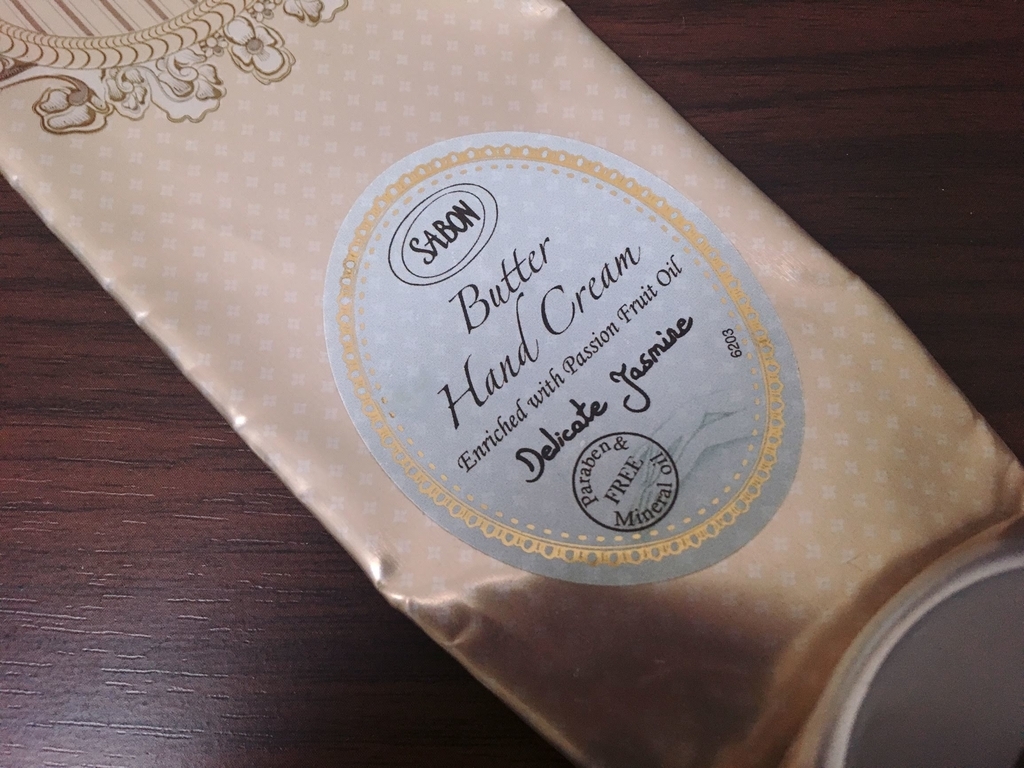 SABON
Butter
Hand Cream
Enriched with Passion Fruit Oil
Delicate Jasmine
6203
Paraben &
FREE
Mineral oil